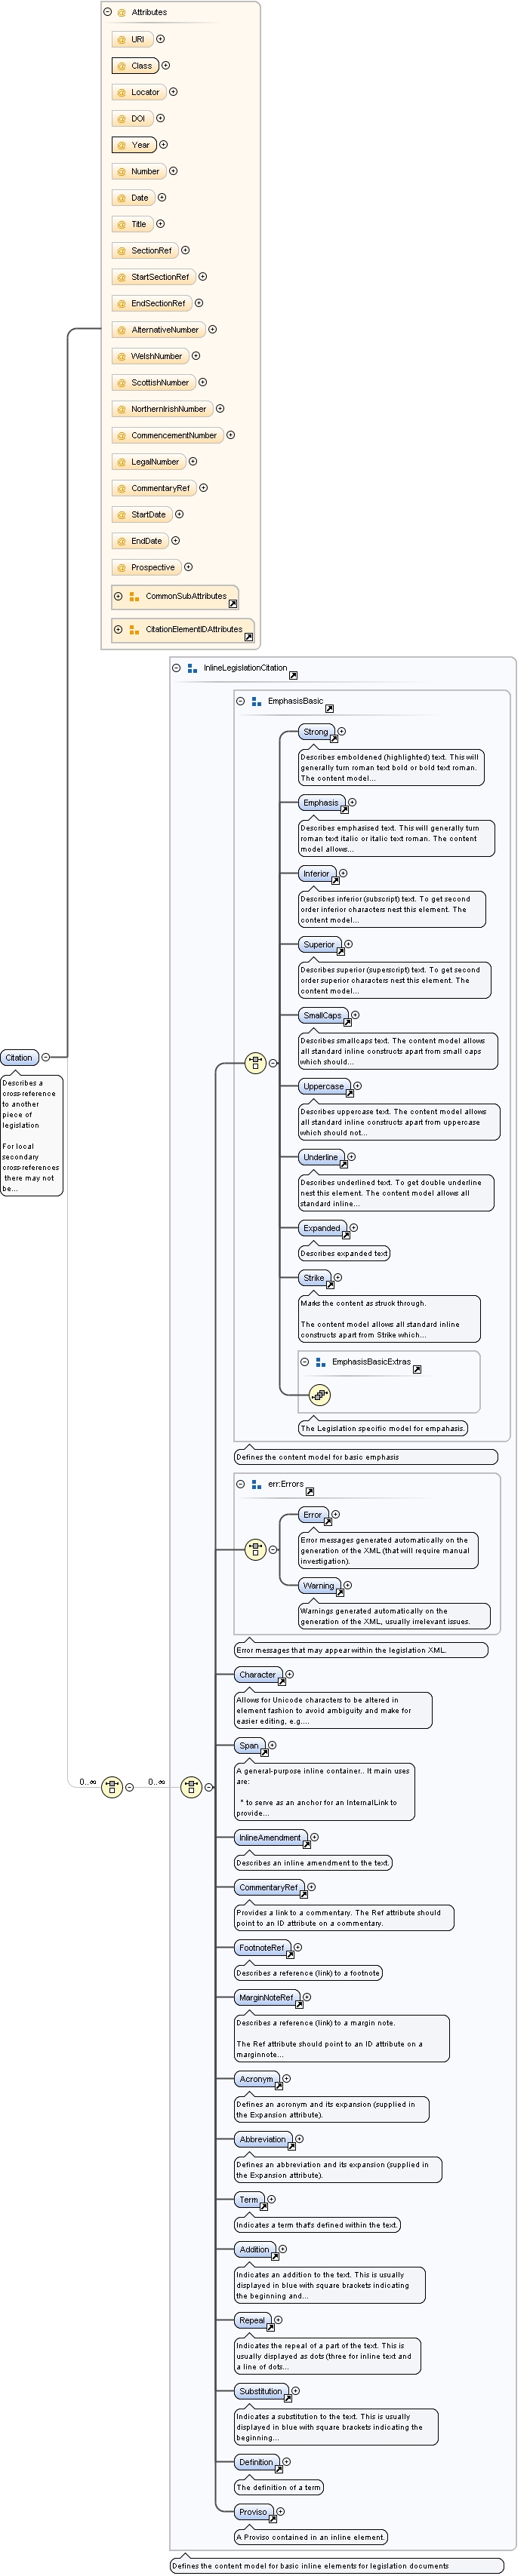 Attributes
@ URI
@ Class
@ Locator
@ DOI
@ Year
@ Number
@ Date
@ Title
@ SectionRef
@ StartSectionRef
@ EndSectionRef
@ AlternativeNumber
@ WelshNumber
@ ScottishNumber
@ NorthernIrishNumber
@ CommencementNumber
@ LegalNumber
@ CommentaryRef
@ StartDate
@ EndDate
@ Prospective
CommonSubAttributes
CitationElementIDAttributes
Citation
Describes a
cross-reference
to another
piece of
legislation
For local
secondary
cross-references
there may not
be...
0..∞
0..∞
InlineLegislationCitation
EmphasisBasic
Strong
Describes emboldened (highlighted) text. This will
generally turn roman text bold or bold text roman.
The content model...
Emphasis
Describes emphasised text. This will generally turn
roman text italic or italic text roman. The content
model allows...
Inferior
Describes inferior (subscript) text. To get second
order inferior characters nest this element. The
content model...
Superior
Describes superior (superscript) text. To get second
order superior characters nest this element. The
content model...
SmallCaps
Describes smallcaps text. The content model allows
all standard inline constructs apart from small caps
which should...
Uppercase
Describes uppercase text. The content model allows
all standard inline constructs apart from uppercase
which should not...
Underline
Describes underlined text. To get double underline
nest this element. The content model allows all
standard inline...
Expanded
Describes expanded text
Strike
Marks the content as struck through.
The content model allows all standard inline
constructs apart from Strike which...
EmphasisBasicExtras
The Legislation specific model for empahasis.
Defines the content model for basic emphasis
err:Errors
Error
Error messages generated automatically on the
generation of the XML (that will require manual
investigation).
Warning
Warnings generated automatically on the
generation of the XML, usually irrelevant issues.
Error messages that may appear within the legislation XML.
Character
Allows for Unicode characters to be altered in
element fashion to avoid ambiguity and make for
easier editing, e.g....
Span
A general-purpose inline container.. It main uses
are:
* to serve as an anchor for an InternalLink to
provide...
InlineAmendment
Describes an inline amendment to the text.
CommentaryRef
Provides a link to a commentary. The Ref attribute should
point to an ID attribute on a commentary.
FootnoteRef
Describes a reference (link) to a footnote
MarginNoteRef
Describes a reference (link) to a margin note.
The Ref attribute should point to an ID attribute on a
marginnote...
Acronym
Defines an acronym and its expansion (supplied in
the Expansion attribute).
Abbreviation
Defines an abbreviation and its expansion (supplied in
the Expansion attribute).
Term
Indicates a term that's defined within the text.
Addition
Indicates an addition to the text. This is usually
displayed in blue with square brackets indicating
the beginning and...
Repeal
Indicates the repeal of a part of the text. This is
usually displayed as dots (three for inline text and
a line of dots...
Substitution
Indicates a substitution to the text. This is usually
displayed in blue with square brackets indicating the
beginning...
Definition
The definition of a term
Proviso
A Proviso contained in an inline element.
Defines the content model for basic inline elements for legislation documents